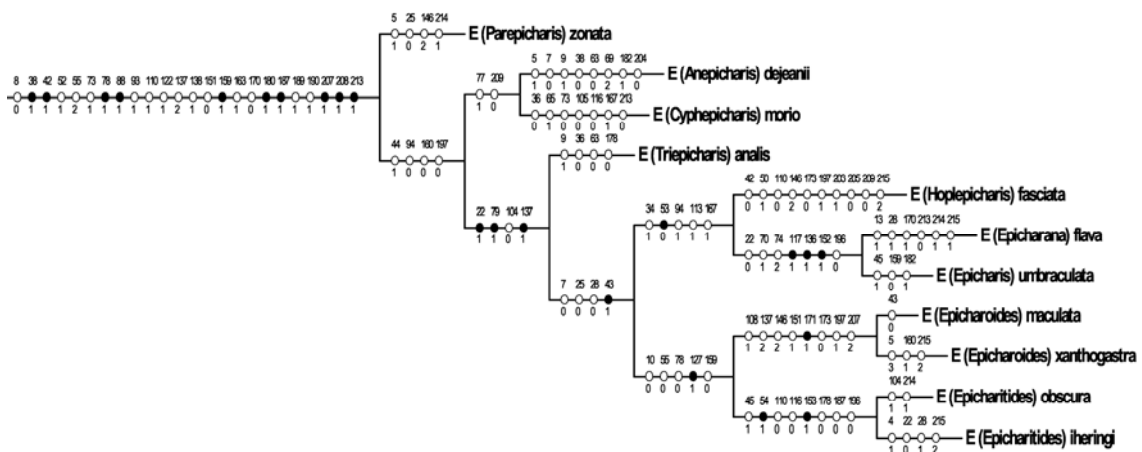 5 25 146 214
1 0 2 1
E (Parepicharis) zonata
8 38 42 52 55 73 78 88 93 110 122 137 138 151 159 163 170 180 187 189 190 207 208 213
0 1 1 1 2 1 1 1 1 1 1 2 1 0 1 0 0 1 1 1 1 1 1 1
5 7 9 38 63 69 182 204
1 0 1 0 0 2 1 0
E (Anepicharis) dejeanii
77 209
1 0
36 65 73 105 116 167 213
0 1 0 0 0 1 0
E (Cyphepicharis) morio
44 94 160 197
1 0 0 0
9 36 63 178
1 0 0 0
E (Triepicharis) analis
22 79 104 137
1 1 0 1
42 50 110 146 173 197 203 205 209 215
0 1 0 2 0 1 1 0 0 2
E (Hoplepicharis) fasciata
34 53 94 113 167
1 0 1 1 1
13 28 170 213 214 215
1 1 1 0 1 1
E (Epicharana) flava
22 70 74 117 136 152 196
0 1 2 1 1 1 0
45 159 182
1 0 1
E (Epicharis) umbraculata
7 25 28 43
0 0 0 1
43
0
E (Epicharoides) maculata
108 137 146 151 171 173 197 207
1 2 2 1 1 0 1 2
5 160 215
3 1 2
E (Epicharoides) xanthogastra
10 55 78 127 159
0 0 0 1 0
104 214
1 1
E (Epicharitides) obscura
45 54 110 116 153 178 187 196
1 1 0 0 1 0 0 0
4 22 28 215
1 0 1 2
E (Epicharitides) iheringi